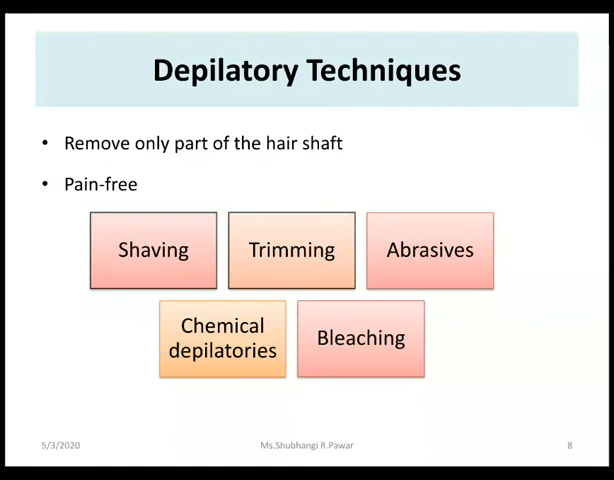 Depilatory Techniques
• Remove only part of the hair shaft
• Pain-free
Shaving
Trimming
Abrasives
Chemical
depilatories
Bleaching
5/3/2020
Ms.Shubhangi R.Pawar
8